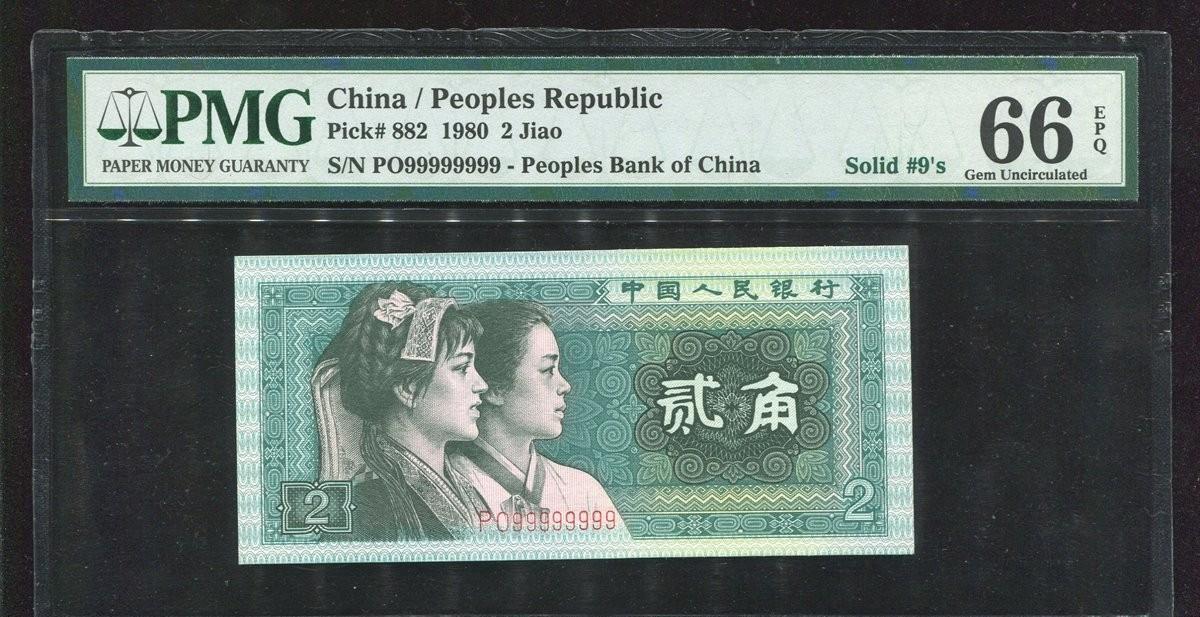 PMG
PAPER MONEY GUARANTY
China / Peoples Republic
Pick# 882 1980 2 Jiao
S/N PO99999999 - Peoples Bank of China
Solid #9's
66
EPQ
Gem Uncirculated
中国人民银行
贰角
2
PO99999999
2